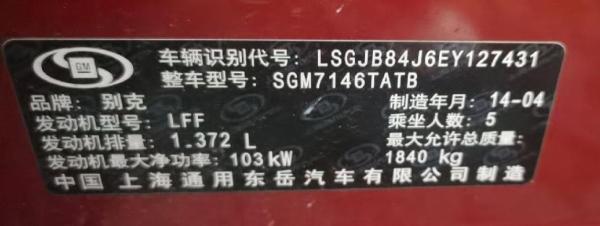 GM
车辆识别代号: LSGJB84J6EY127431
整车型号: SGM7146TATB
品牌: 别克 制造年月: 14-04
发动机型号: LFF 乘坐人数: 5
发动机排量: 1.372 L 最大允许总质量:
发动机最大净功率: 103kW 1840 kg
中国 上海通用东岳汽车有限公司制造